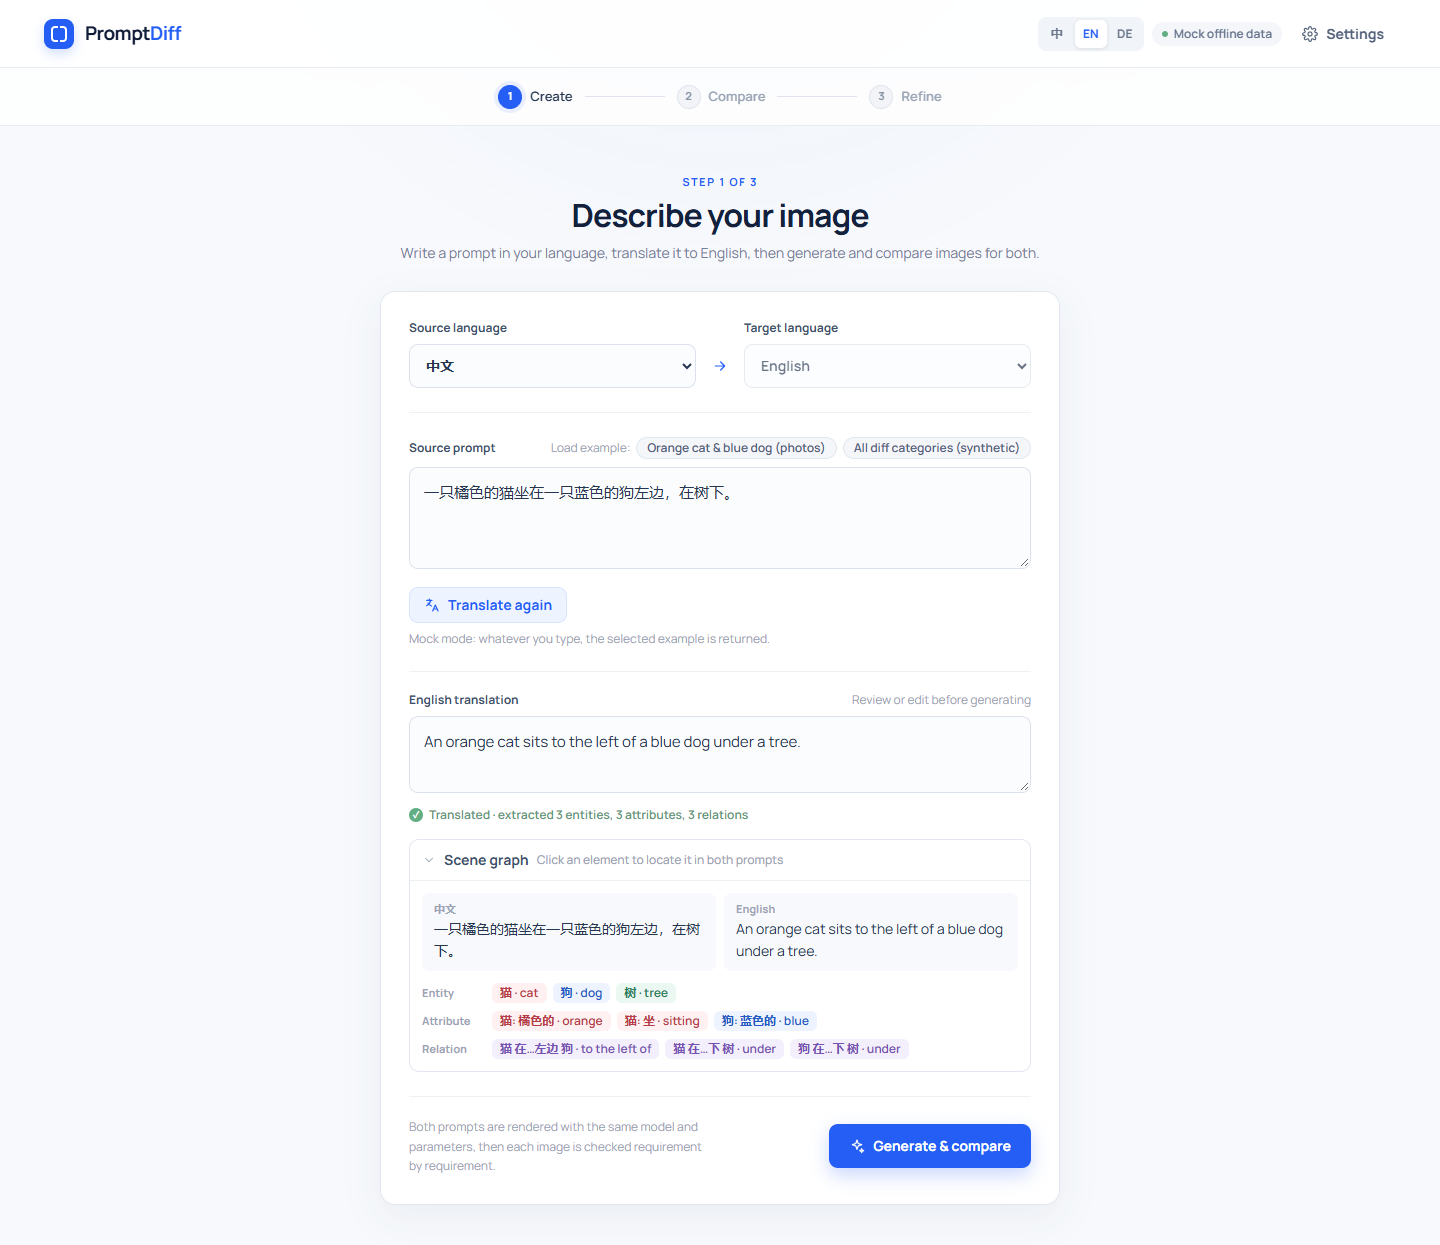 PromptDiff
中 EN DE Mock offline data Settings
1 Create 2 Compare 3 Refine
STEP 1 OF 3
Describe your image
Write a prompt in your language, translate it to English, then generate and compare images for both.
Source language Target language
中文 → English
Source prompt Load example: Orange cat & blue dog (photos) All diff categories (synthetic)
一只橘色的猫坐在一只蓝色的狗左边，在树下。
Translate again
Mock mode: whatever you type, the selected example is returned.
English translation Review or edit before generating
An orange cat sits to the left of a blue dog under a tree.
Translated · extracted 3 entities, 3 attributes, 3 relations
Scene graph Click an element to locate it in both prompts
中文
一只橘色的猫坐在一只蓝色的狗左边，在树
下。
English
An orange cat sits to the left of a blue dog
under a tree.
Entity 猫 · cat 狗 · dog 树 · tree
Attribute 猫: 橘色的 · orange 猫: 坐 · sitting 狗: 蓝色的 · blue
Relation 猫 在…左边 狗 · to the left of 猫 在…下 树 · under 狗 在…下 树 · under
Both prompts are rendered with the same model and
parameters, then each image is checked requirement
by requirement.
Generate & compare